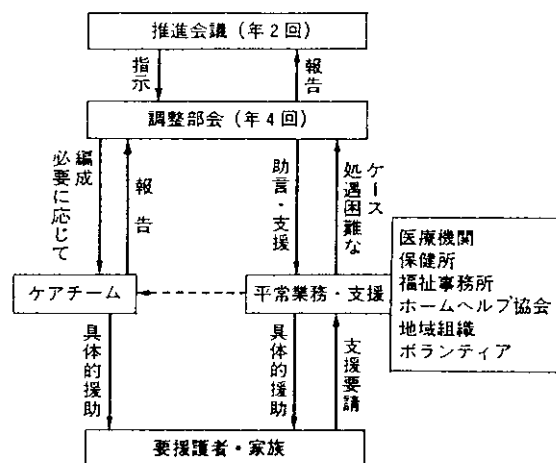 推進会議(年2回)
指示
報告
調整部会(年4回)
必要に応じて
編成
報告
助言・支援
処遇困難な
ケース
医療機関
保健所
福祉事務所
ホームヘルプ協会
地域組織
ボランティア
ケアチーム
平常業務・支援
具体的援助
具体的援助
支援要請
要援護者・家族